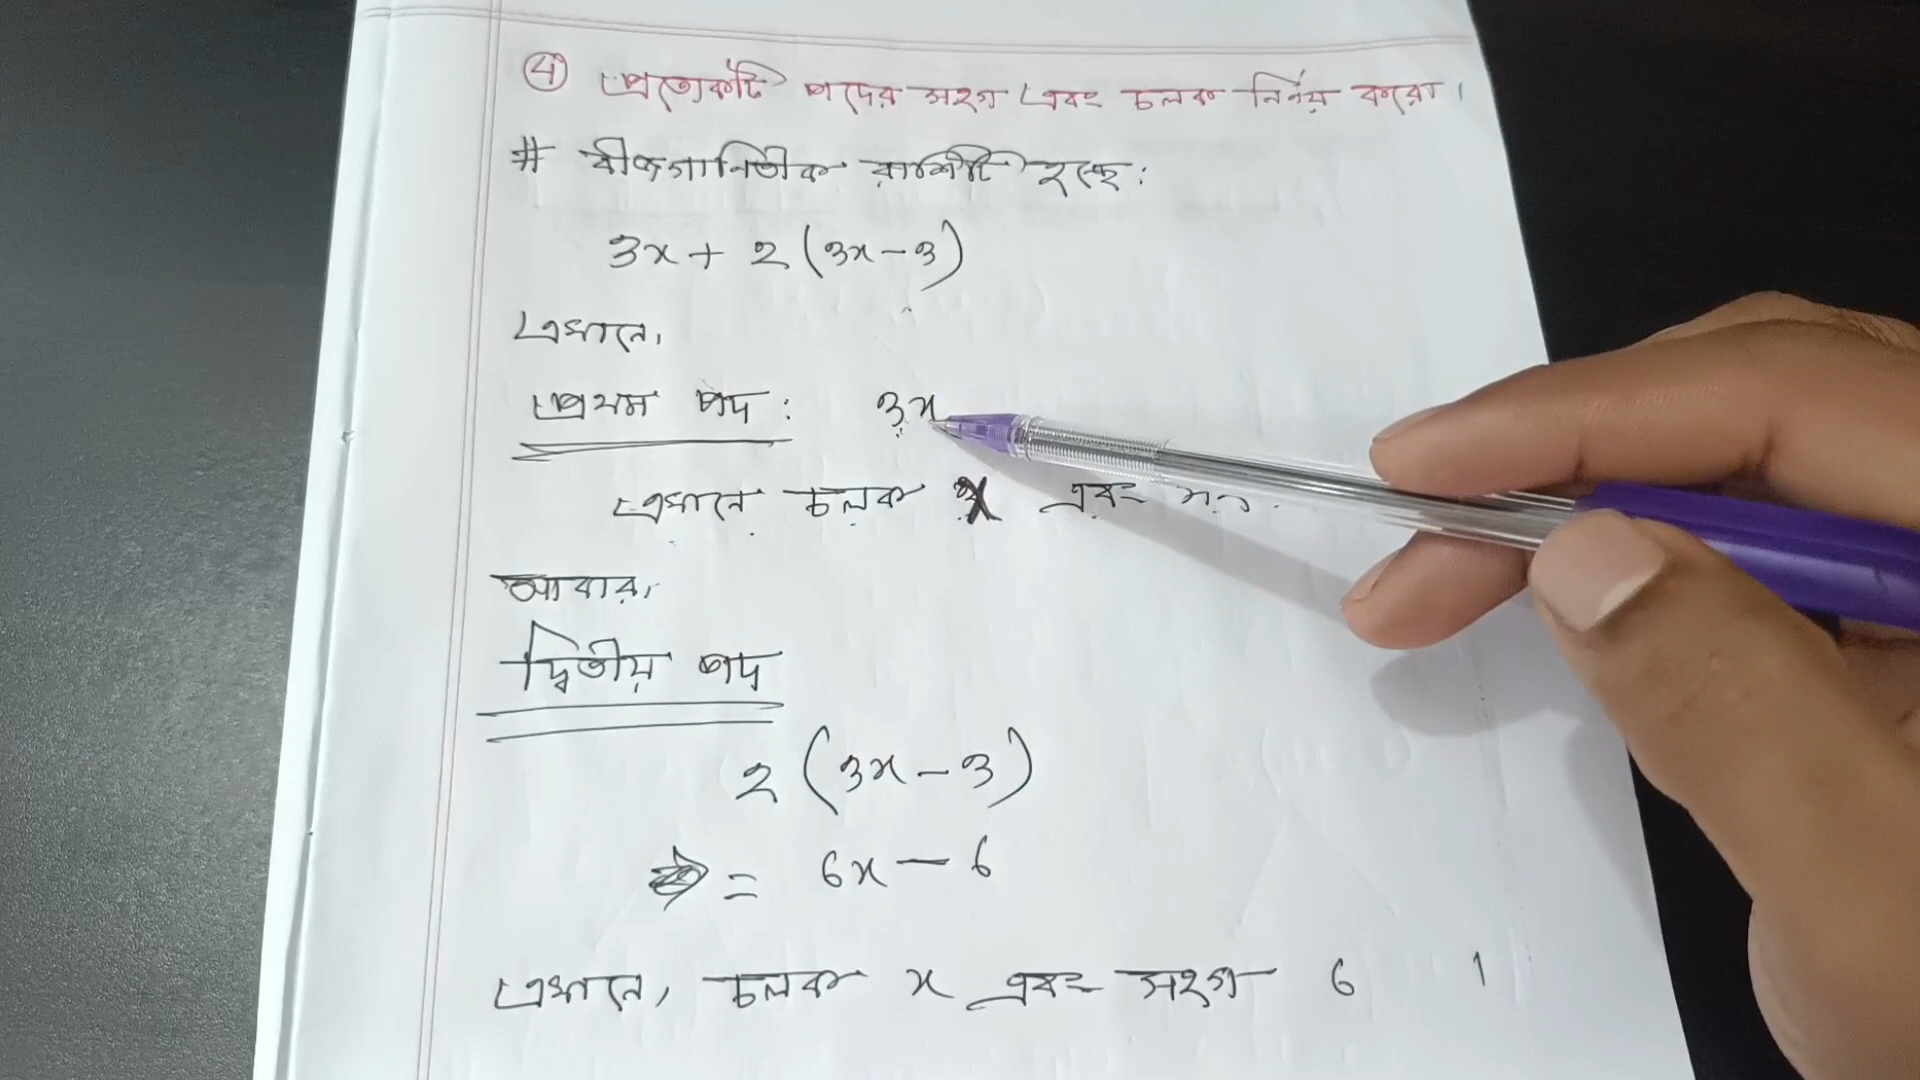 ④ প্রত্যেকটি পদের সহগ এবং চলক নির্ণয় করো।
# বীজগানিতীক রাশিটি হচ্ছে:
3x + 2 (3x - 3)
এখানে,
প্রথম পদ: 3x
এখানে চলক x এবং
আবার,
দ্বিতীয় পদ
2 (3x - 3)
= 6x - 6
এখানে, চলক x এবং সহগ 6 ।